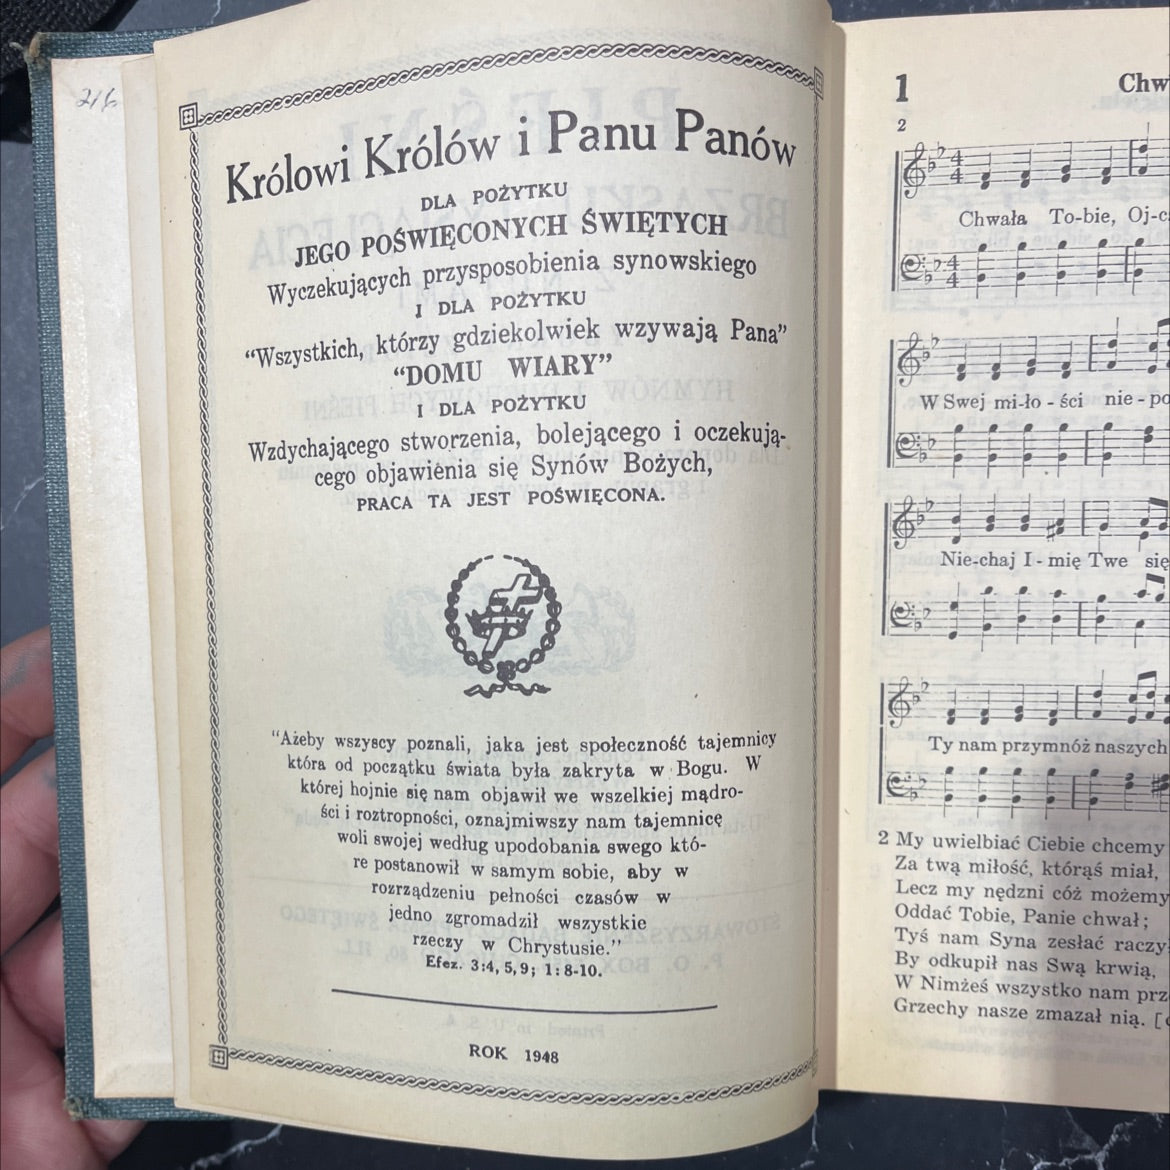 216
Królowi Królów i Panu Panów
DLA POŻYTKU
JEGO POŚWIĘCONYCH ŚWIĘTYCH
Wyczekujących przysposobienia synowskiego
I DLA POŻYTKU
“Wszystkich, którzy gdziekolwiek wzywają Pana”
“DOMU WIARY”
I DLA POŻYTKU
Wzdychającego stworzenia, bolejącego i oczekują-
cego objawienia się Synów Bożych,
PRACA TA JEST POŚWIĘCONA.
“Ażeby wszyscy poznali, jaka jest społeczność tajemnicy
która od początku świata była zakryta w Bogu. W
której hojnie się nam objawił we wszelkiej mądro-
ści i roztropności, oznajmiwszy nam tajemnicę
woli swojej według upodobania swego któ-
re postanowił w samym sobie, aby w
rozrządzeniu pełności czasów w
jedno zgromadził wszystkie
rzeczy w Chrystusie.”
Efez. 3:4, 5, 9; 1:8-10.
ROK 1948
1
Chw
2
4
4
Chwała To-bie, Oj-c
4
4
W Swej mi-ło - ści nie - po
Nie-chaj I - mię Twe się
Ty nam przymnóż naszych
2 My uwielbiać Ciebie chcemy
Za twą miłość, którąś miał,
Lecz my nędzni cóż możemy
Oddać Tobie, Panie chwał;
Tyś nam Syna zesłać raczy
By odkupił nas Swą krwią,
W Nimżeś wszystko nam prz
Grzechy nasze zmazał nią. [